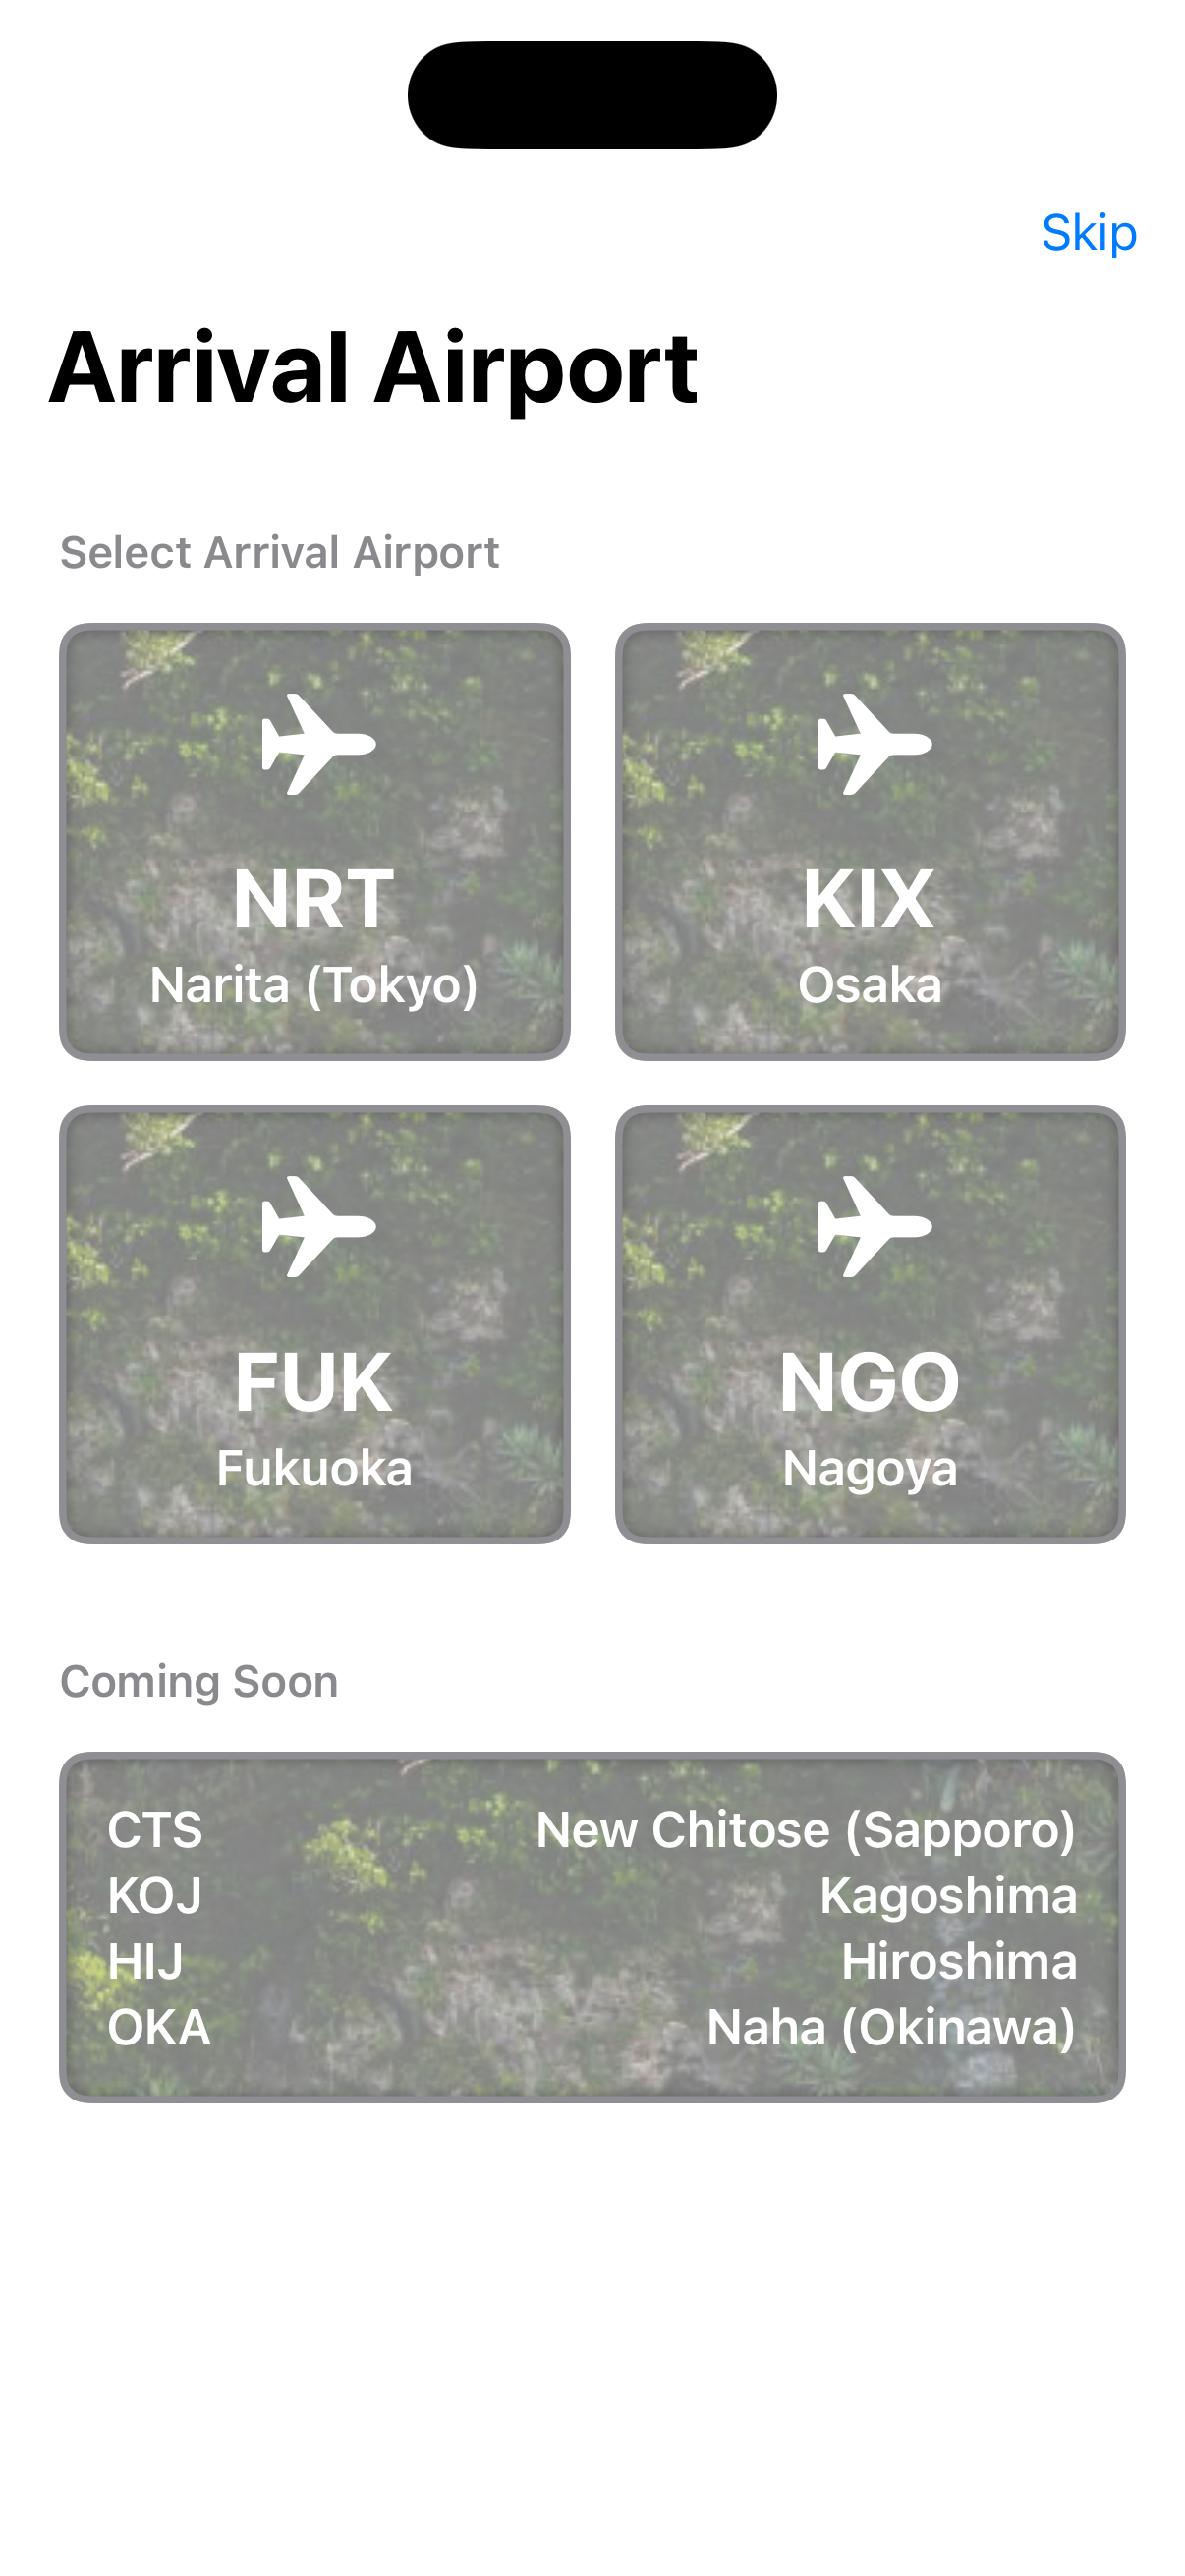 Skip
Arrival Airport
Select Arrival Airport
NRT
Narita (Tokyo)
KIX
Osaka
FUK
Fukuoka
NGO
Nagoya
Coming Soon
CTS New Chitose (Sapporo)
KOJ Kagoshima
HIJ Hiroshima
OKA Naha (Okinawa)